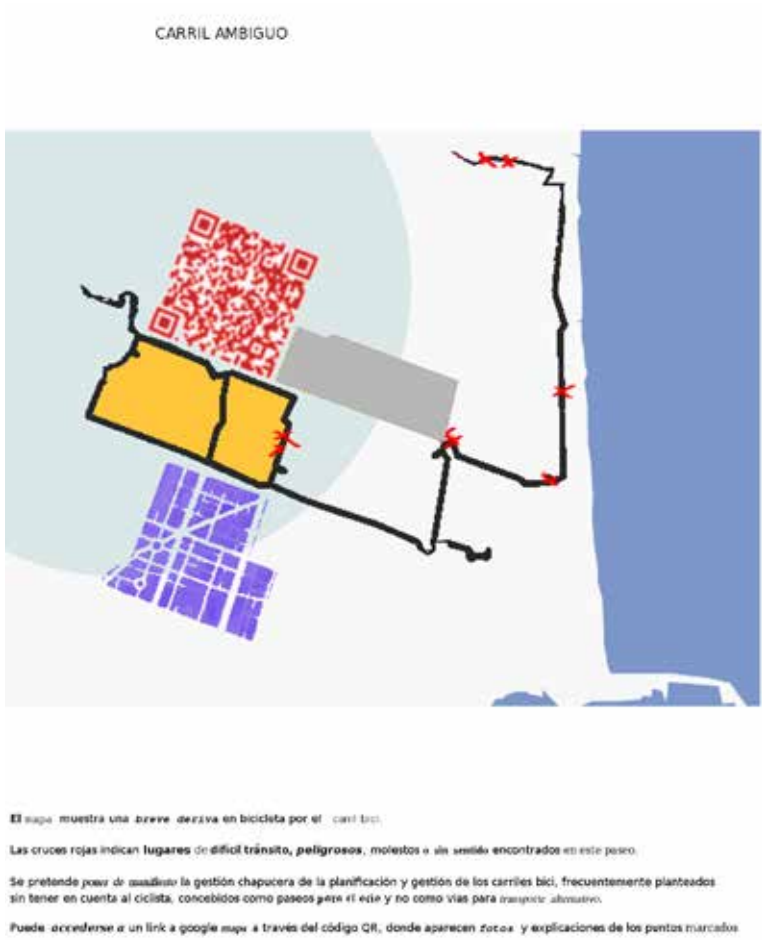 CARRIL AMBIGUO
El mapa muestra una breve deriva en bicicleta por el carril bici.
Las cruces rojas indican lugares de difícil tránsito, peligrosos, molestos o sin sentido encontrados en este paseo.
Se pretende poner de manifiesto la gestión chapucera de la planificación y gestión de los carriles bici, frecuentemente planteados
sin tener en cuenta al ciclista, concebidos como paseos para el ocio y no como vías para transporte alternativo.
Puede accederse a un link a google maps a través del código QR, donde aparecen fotos y explicaciones de los puntos marcados